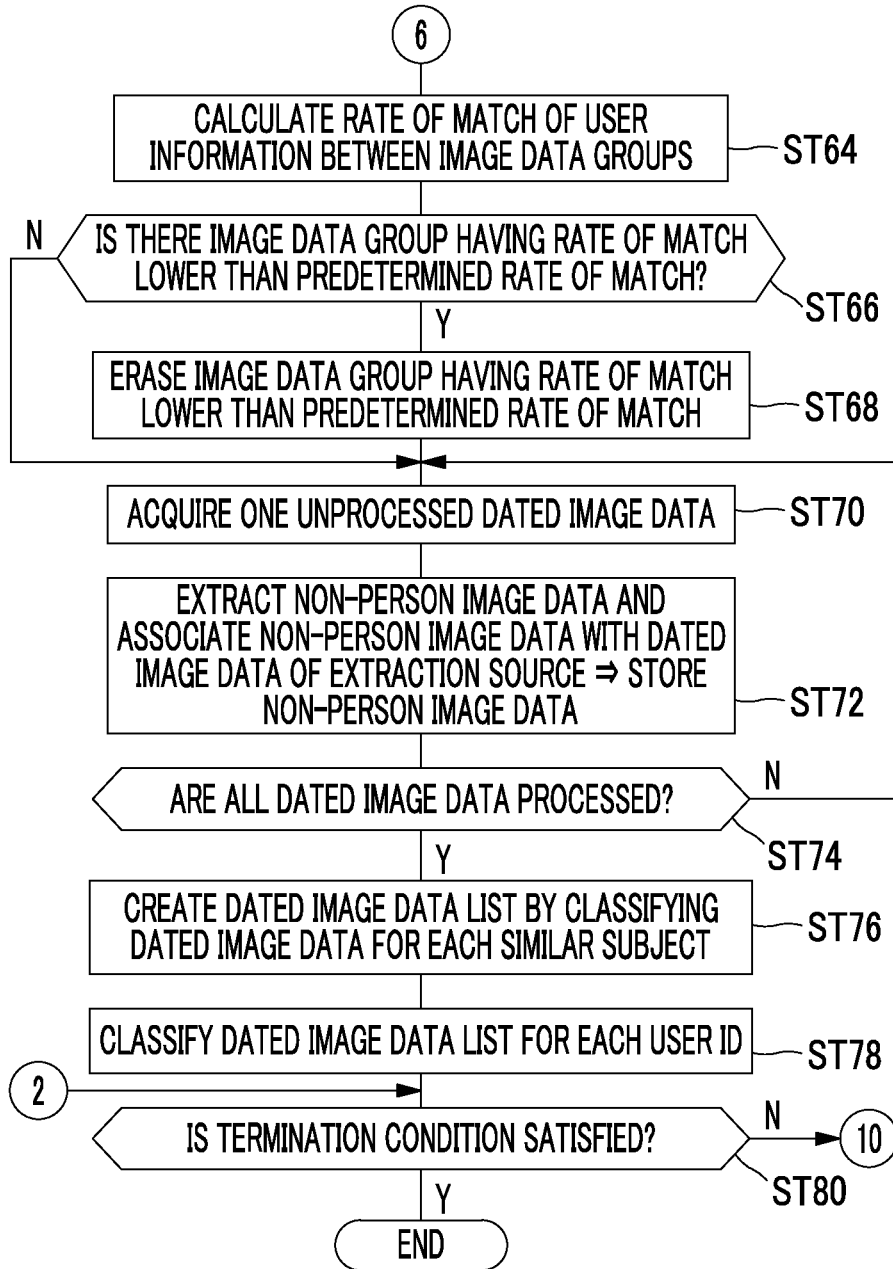 6
CALCULATE RATE OF MATCH OF USER
INFORMATION BETWEEN IMAGE DATA GROUPS
ST64
N
IS THERE IMAGE DATA GROUP HAVING RATE OF MATCH
LOWER THAN PREDETERMINED RATE OF MATCH?
ST66
Y
ERASE IMAGE DATA GROUP HAVING RATE OF MATCH
LOWER THAN PREDETERMINED RATE OF MATCH
ST68
ACQUIRE ONE UNPROCESSED DATED IMAGE DATA
ST70
EXTRACT NON-PERSON IMAGE DATA AND
ASSOCIATE NON-PERSON IMAGE DATA WITH DATED
IMAGE DATA OF EXTRACTION SOURCE ⇒ STORE
NON-PERSON IMAGE DATA
ST72
ARE ALL DATED IMAGE DATA PROCESSED?
N
ST74
Y
CREATE DATED IMAGE DATA LIST BY CLASSIFYING
DATED IMAGE DATA FOR EACH SIMILAR SUBJECT
ST76
CLASSIFY DATED IMAGE DATA LIST FOR EACH USER ID
ST78
2
IS TERMINATION CONDITION SATISFIED?
N
10
ST80
Y
END